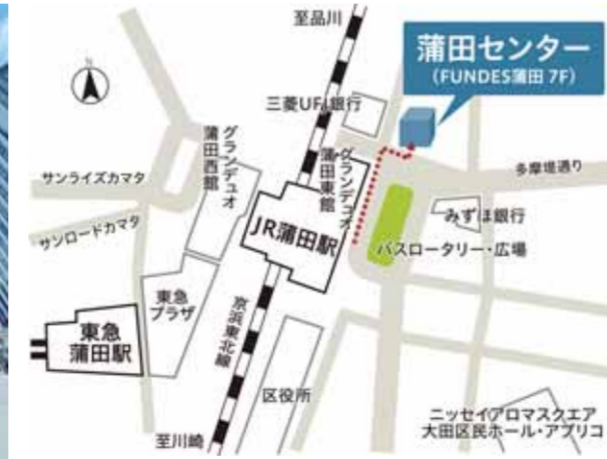 至品川
蒲田センター
(FUNDES蒲田 7F)
N
三菱UFJ銀行
グランデュオ
蒲田西館
グランデュオ
蒲田東館
多摩堤通り
サンライズカマタ
みずほ銀行
サンロードカマタ
JR蒲田駅
バスロータリー・広場
東急
プラザ
京浜東北線
東急
蒲田駅
区役所
ニッセイアロマスクエア
大田区民ホール・アプリコ
至川崎